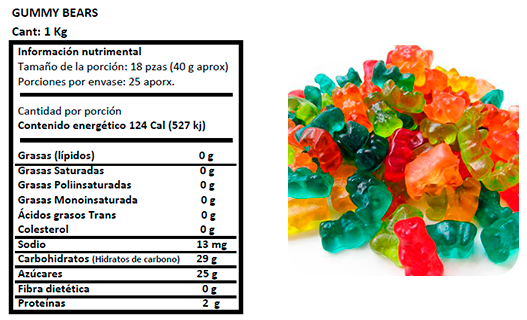 GUMMY BEARS
Cant: 1 Kg
Información nutrimental
Tamaño de la porción: 18 pzas (40 g aprox)
Porciones por envase: 25 aporx.
Cantidad por porción
Contenido energético 124 Cal (527 kj)
Grasas (lípidos) 0 g
Grasas Saturadas 0 g
Grasas Poliinsaturadas 0 g
Grasas Monoinsaturada 0 g
Ácidos grasos Trans 0 g
Colesterol 0 g
Sodio 13 mg
Carbohidratos (Hidratos de carbono) 29 g
Azúcares 25 g
Fibra dietética 0 g
Proteínas 2 g